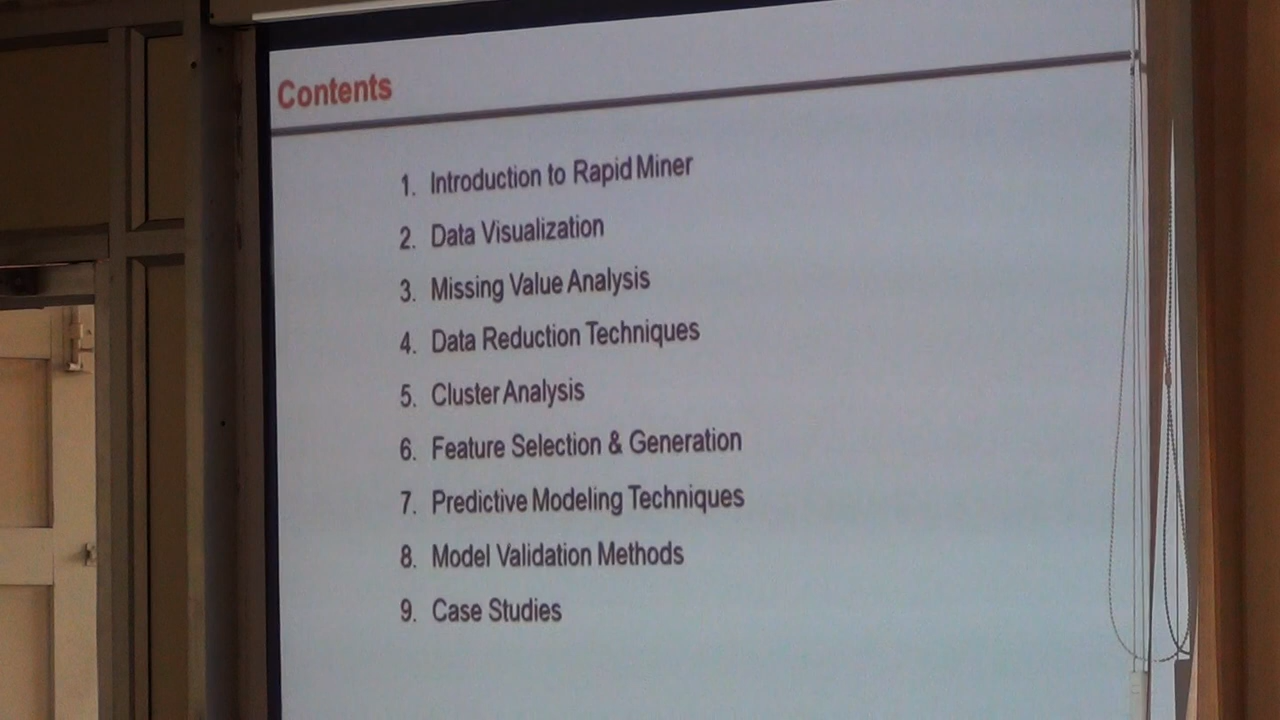 Contents
1. Introduction to Rapid Miner
2. Data Visualization
3. Missing Value Analysis
4. Data Reduction Techniques
5. Cluster Analysis
6. Feature Selection & Generation
7. Predictive Modeling Techniques
8. Model Validation Methods
9. Case Studies